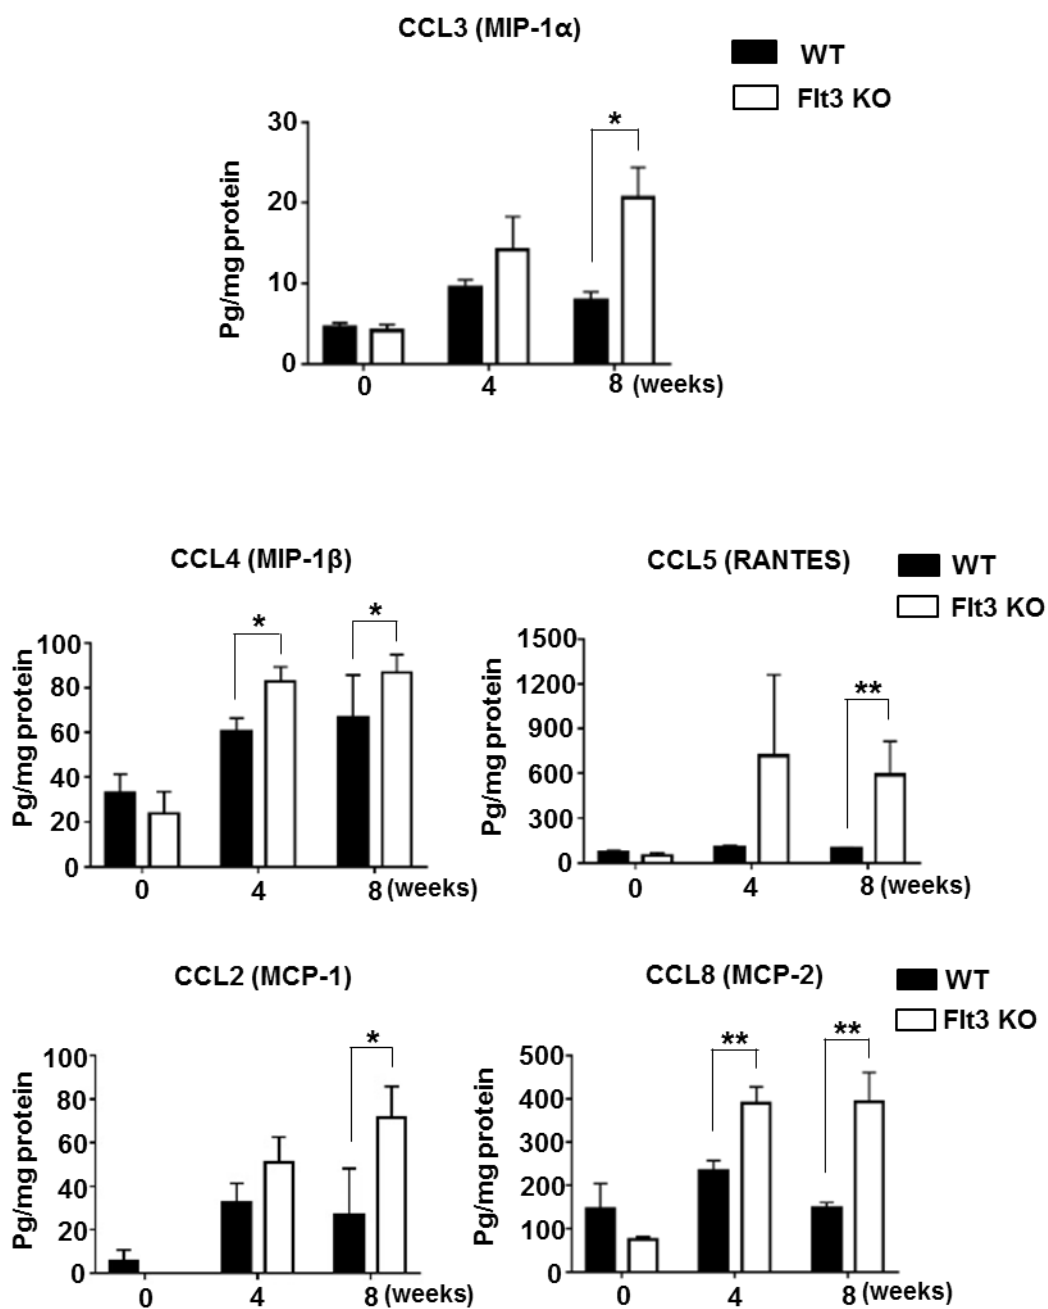 CCL3 (MIP-1α)
WT
Flt3 KO
Pg/mg protein
30
20
10
0
*
0 4 8 (weeks)
CCL4 (MIP-1β)
Pg/mg protein
100
80
60
40
20
0
* *
0 4 8 (weeks)
CCL5 (RANTES)
WT
Flt3 KO
Pg/mg protein
1500
1200
900
600
300
0
**
0 4 8 (weeks)
CCL2 (MCP-1)
Pg/mg protein
100
80
60
40
20
0
*
0 4 8 (weeks)
CCL8 (MCP-2)
WT
Flt3 KO
Pg/mg protein
500
400
300
200
100
0
** **
0 4 8 (weeks)